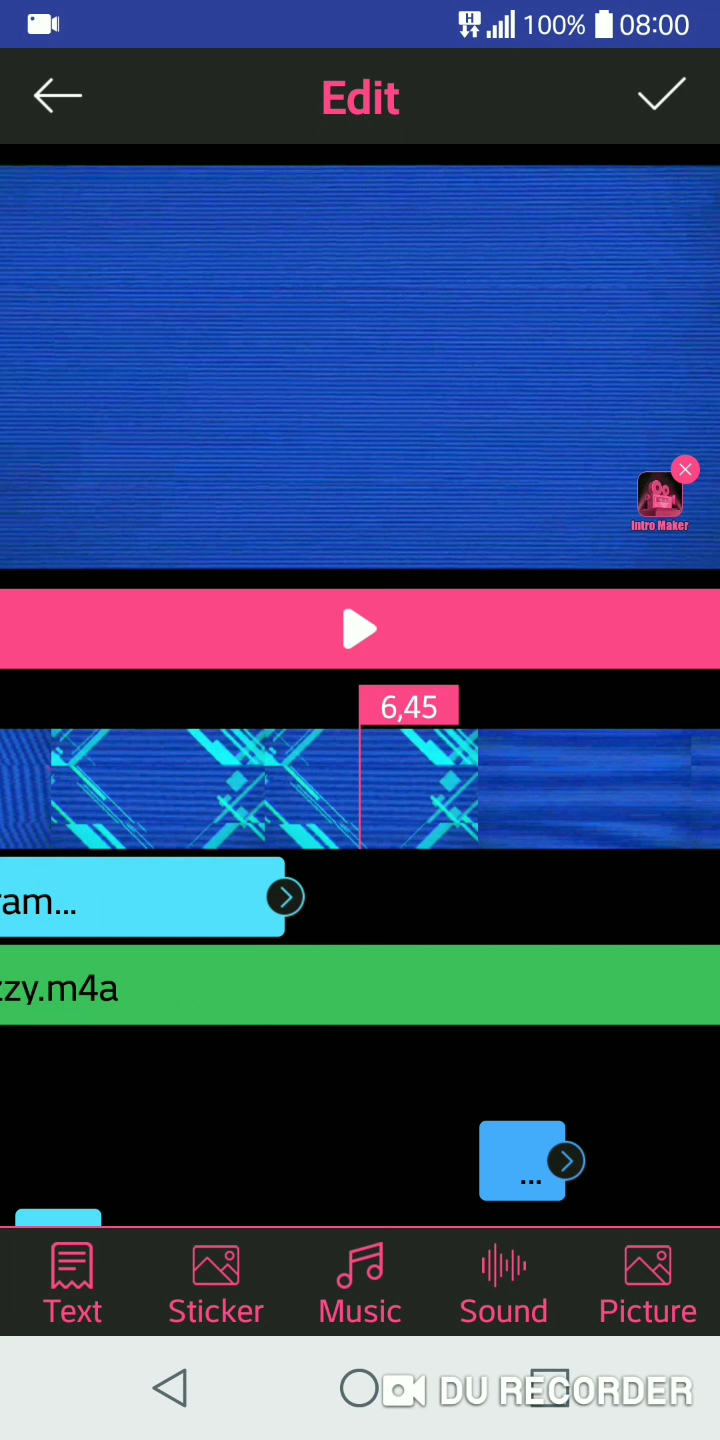 H 100% 08:00
Edit
Intro Maker
6,45
ram...
zzy.m4a
...
Text Sticker Music Sound Picture
DU RECORDER